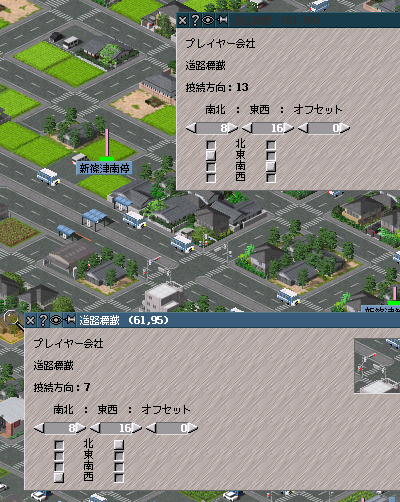 プレイヤー会社
道路標識
接続方向：13
南北 ： 東西 ： オフセット
8 16 0
北
東
南
西
新篠津南停
道路標識 (61,95)
プレイヤー会社
道路標識
接続方向：7
南北 ： 東西 ： オフセット
8 16 0
北
東
南
西